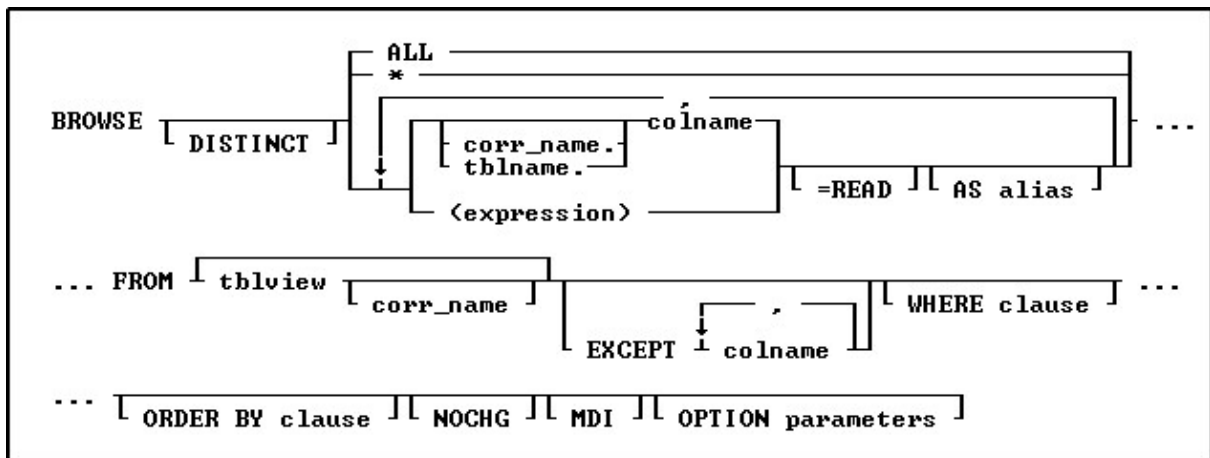 ALL
*
,
BROWSE DISTINCT colname ...
corr_name.
tblname.
=READ AS alias
(expression)
... FROM tblview corr_name WHERE clause ...
,
EXCEPT colname
... ORDER BY clause NOCHG MDI OPTION parameters